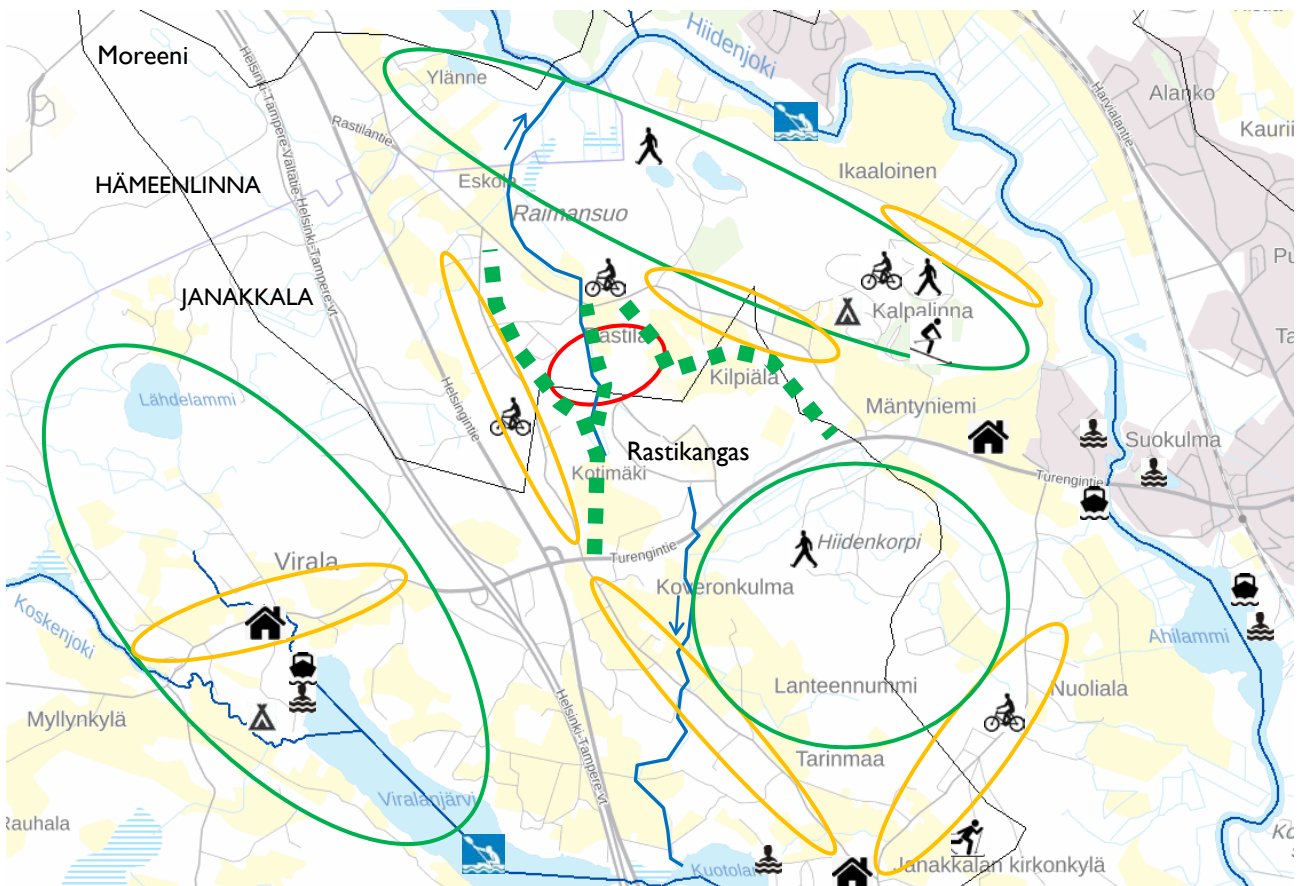 Moreeni
Ylänne
Hiidenjoki
Harvialantie
Alanko
Helsinki-Tampere-Valtatie-Helsinki-Tampere-vt
Rastilantie
HÄMEENLINNA
Eskola
Ikaaloinen
Raimansuo
JANAKKALA
Kalpalinna
Rastila
Kilpiälä
Helsingintie
Lähdelammi
Mäntyniemi
Suokulma
Rastikangas
Kotimäki
Turengintie
Hiidenkorpi
Turengintie
Virala
Koveronkulma
Koskenjoki
Ahilammi
Lanteennummi
Nuoliala
Myllynkylä
Helsinki-Tampere-vt
Tarinmaa
Viralanjärvi
Rauhala
Kuotola
Janakkalan kirkonkylä